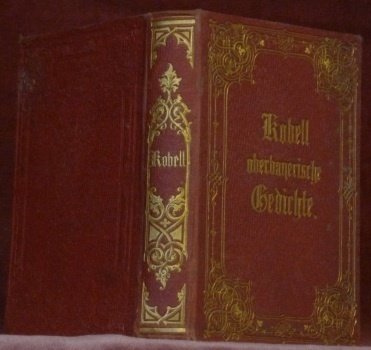 Kobell
Kobell
oberbayerische
Gedichte.